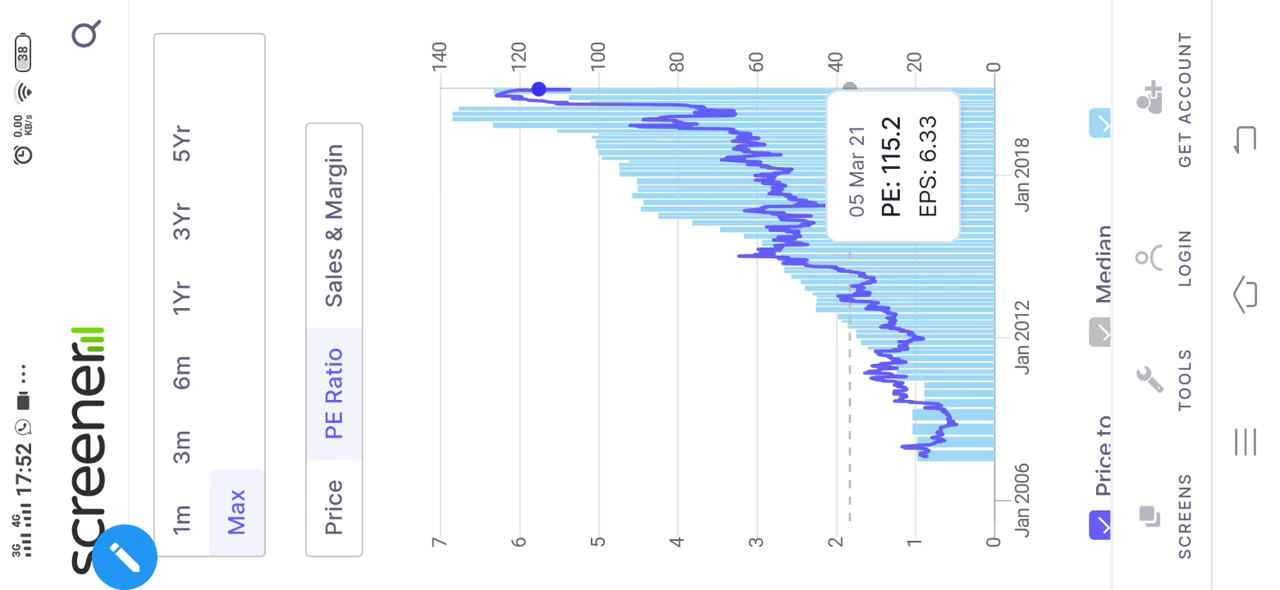 3G 4G 17:52 ... 0.00 KB/s 38
screener
1m 3m 6m 1Yr 3Yr 5Yr
Max
Price PE Ratio Sales & Margin
7 140
6 120
5 100
4 80
3 60
2 40
1 20
0 0
05 Mar 21
PE: 115.2
EPS: 6.33
Jan 2006 Jan 2012 Jan 2018
Price to Median
SCREENS TOOLS LOGIN GET ACCOUNT